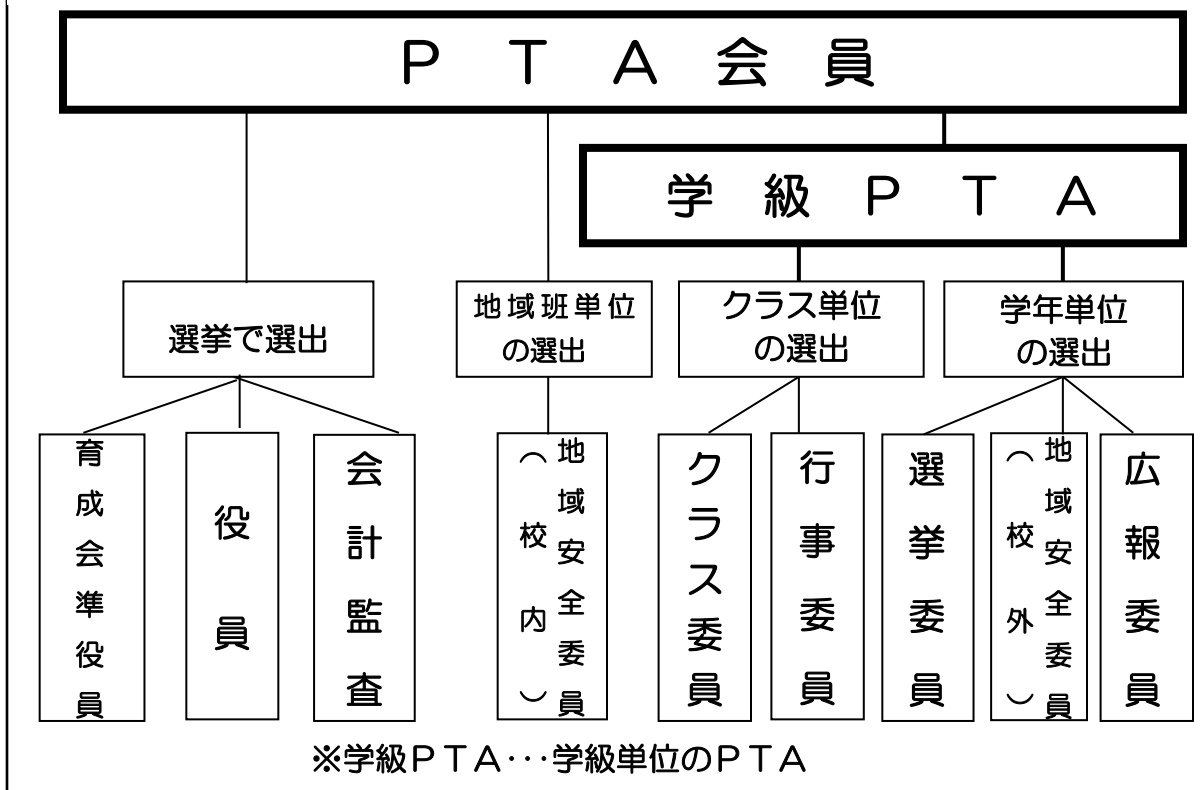 ＰＴＡ会員
学級ＰＴＡ
選挙で選出
地域班単位
の選出
クラス単位
の選出
学年単位
の選出
育成会準役員
役員
会計監査
地域安全委員
（校内）
クラス委員
行事委員
選挙委員
地域安全委員
（校外）
広報委員
※学級ＰＴＡ･･･学級単位のＰＴＡ